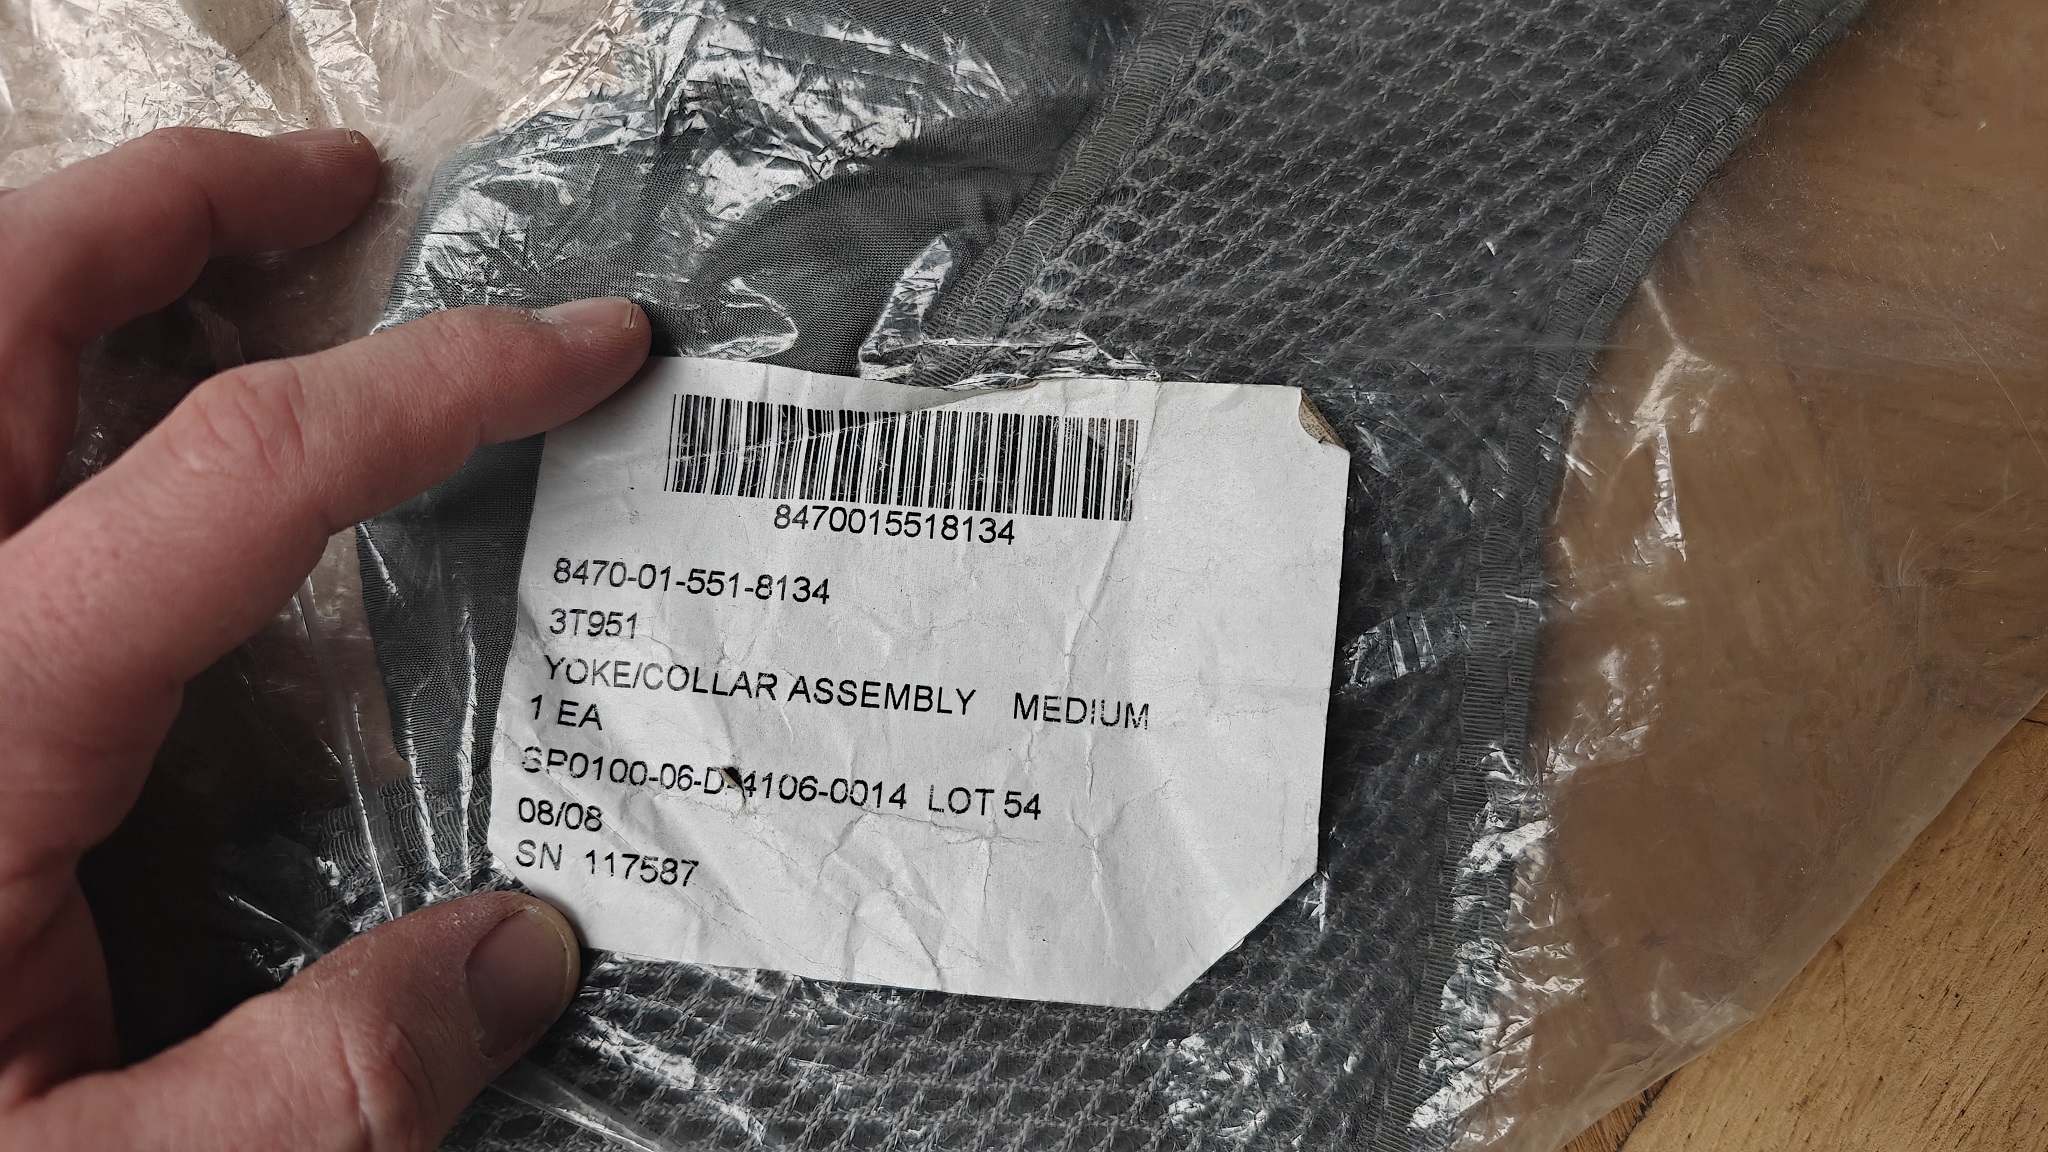 8470015518134
8470-01-551-8134
3T951
YOKE/COLLAR ASSEMBLY MEDIUM
1 EA
SP0100-06-D-4106-0014 LOT 54
08/08
SN 117587